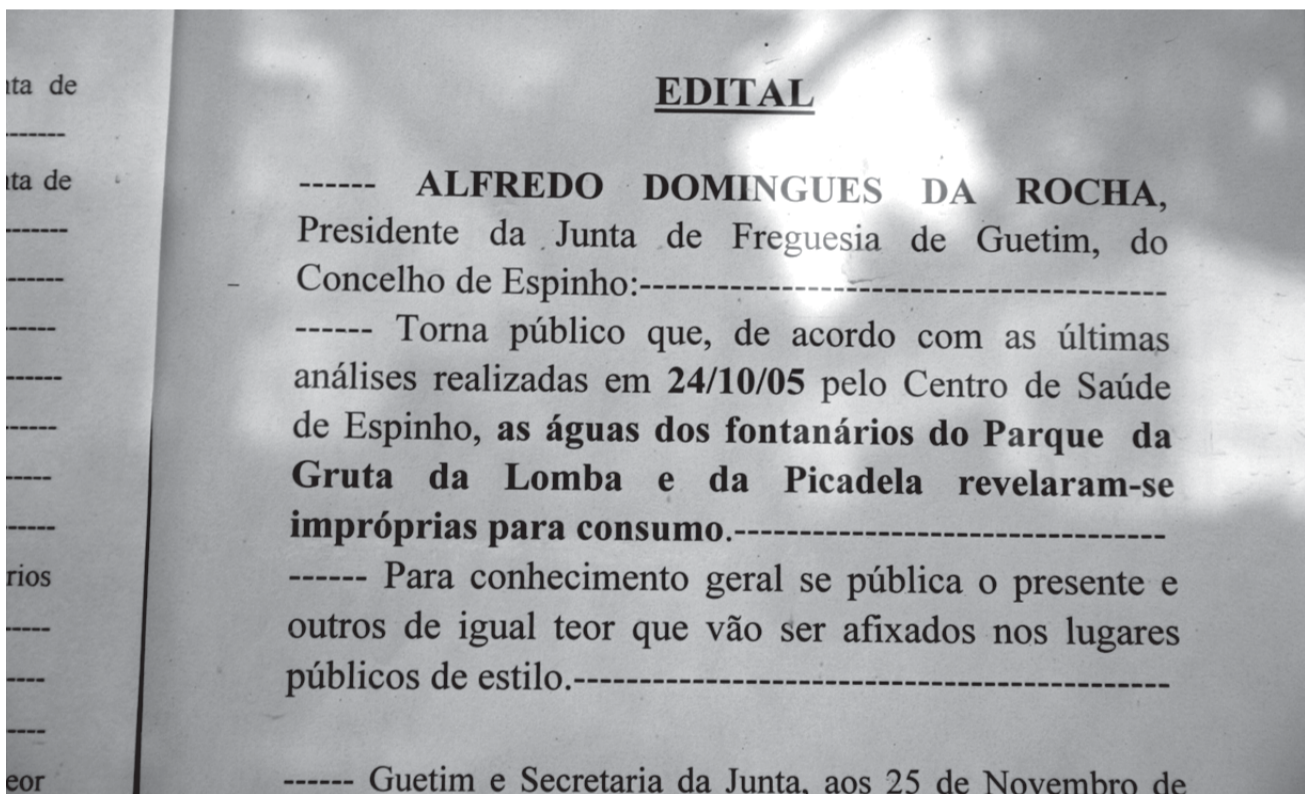 EDITAL
------ ALFREDO DOMINGUES DA ROCHA,
Presidente da Junta de Freguesia de Guetim, do
Concelho de Espinho:----------------------------------------
------ Torna público que, de acordo com as últimas
análises realizadas em 24/10/05 pelo Centro de Saúde
de Espinho, as águas dos fontanários do Parque da
Gruta da Lomba e da Picadela revelaram-se
impróprias para consumo.---------------------------------
------ Para conhecimento geral se pública o presente e
outros de igual teor que vão ser afixados nos lugares
públicos de estilo.----------------------------------------------
------ Guetim e Secretaria da Junta, aos 25 de Novembro de